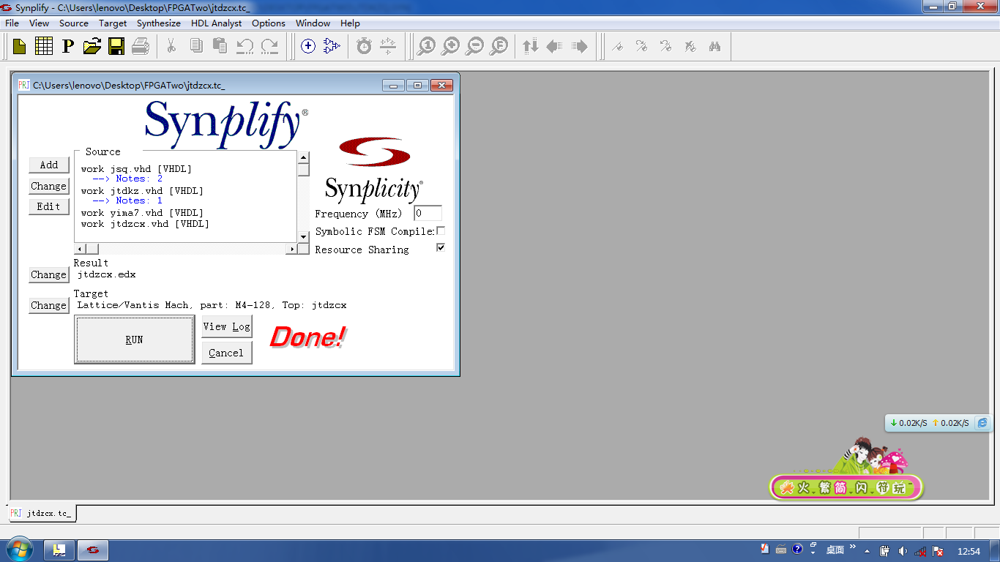 Synplify - C:\Users\lenovo\Desktop\FPGATwo\jtdzcx.tc_
File View Source Target Synthesize HDL Analyst Options Window Help
P 1 F
PRJ C:\Users\lenovo\Desktop\FPGATwo\jtdzcx.tc_
Synplify®
Source
Add
work jsq.vhd [VHDL]
--> Notes: 2
Change
work jtdkz.vhd [VHDL]
--> Notes: 1
Edit
work yima7.vhd [VHDL]
work jtdzcx.vhd [VHDL]
Synplicity®
Frequency (MHz) 0
Symbolic FSM Compile:
Resource Sharing
Result
Change jtdzcx.edx
Target
Change Lattice/Vantis Mach, part: M4-128, Top: jtdzcx
RUN
View Log
Cancel
Done!
0.02K/S 0.02K/S
火 繁 简 闪 符 玩
PRJ jtdzcx.tc_
桌面 12:54